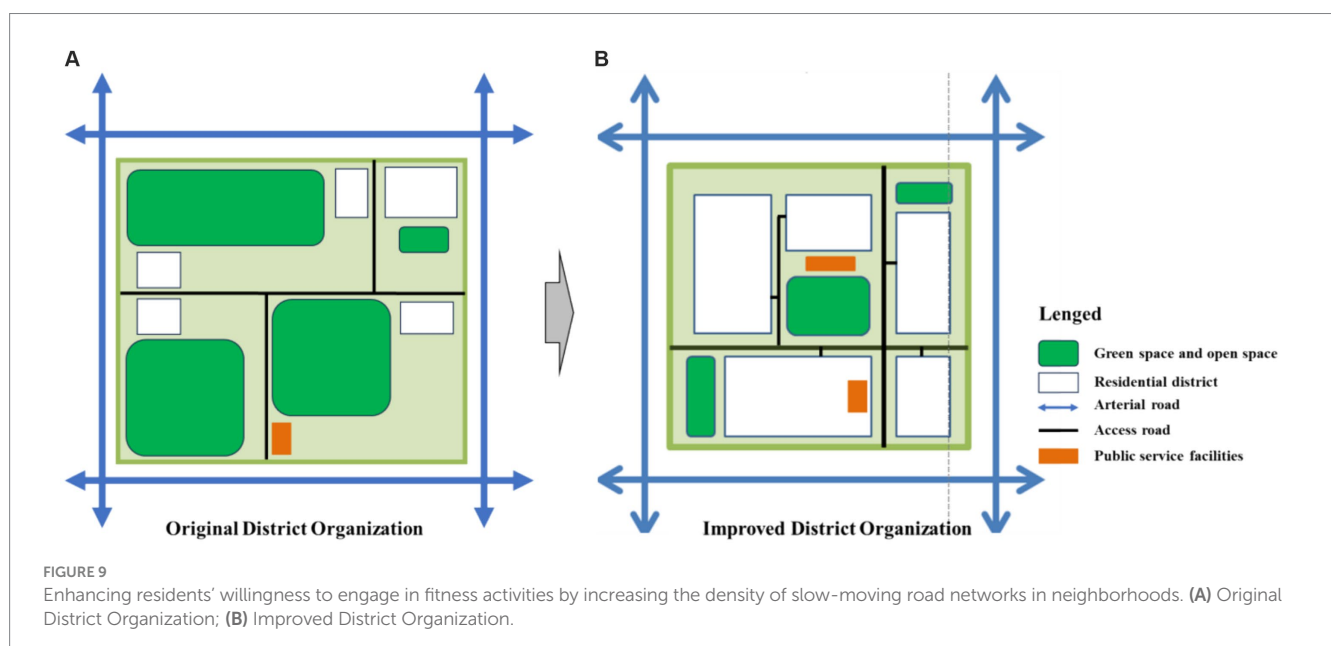 A
B
Lenged
Green space and open space
Residential district
Arterial road
Access road
Public service facilities
Original District Organization
Improved District Organization
FIGURE 9
Enhancing residents’ willingness to engage in fitness activities by increasing the density of slow-moving road networks in neighborhoods. (A) Original
District Organization; (B) Improved District Organization.